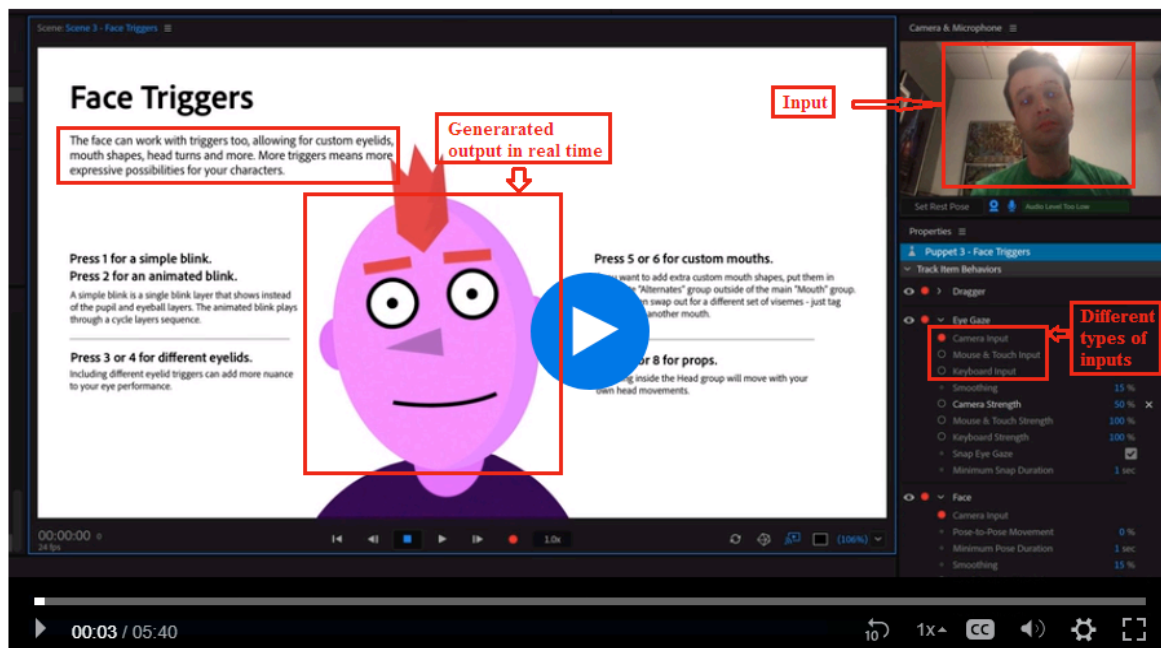 Scene: Scene 3 - Face Triggers
Face Triggers
The face can work with triggers too, allowing for custom eyelids,
mouth shapes, head turns and more. More triggers means more
expressive possibilities for your characters.
Generarated
output in real time
Press 1 for a simple blink.
Press 2 for an animated blink.
A simple blink is a single blink layer that shows instead
of the pupil and eyeball layers. The animated blink plays
through a cycle layers sequence.
Press 3 or 4 for different eyelids.
Including different eyelid triggers can add more nuance
to your eye performance.
Press 5 or 6 for custom mouths.
want to add extra custom mouth shapes, put them in
"Alternates" group outside of the main "Mouth" group.
swap out for a different set of visemes - just tag
another mouth.
or 8 for props.
inside the Head group will move with your
own head movements.
00:00:00
24 fps
1.0x
(106%)
Camera & Microphone
Input
Set Rest Pose
Audio Level Too Low
Properties
Puppet 3 - Face Triggers
Track Item Behaviors
Dragger
Eye Gaze
Camera Input
Mouse & Touch Input
Keyboard Input
Different
types of
inputs
Smoothing 15 %
Camera Strength 50 %
Mouse & Touch Strength 100 %
Keyboard Strength 100 %
Snap Eye Gaze
Minimum Snap Duration 1 sec
Face
Camera Input
Pose-to-Pose Movement 0 %
Minimum Pose Duration 1 sec
Smoothing 15 %
00:03 / 05:40
10
1x
CC